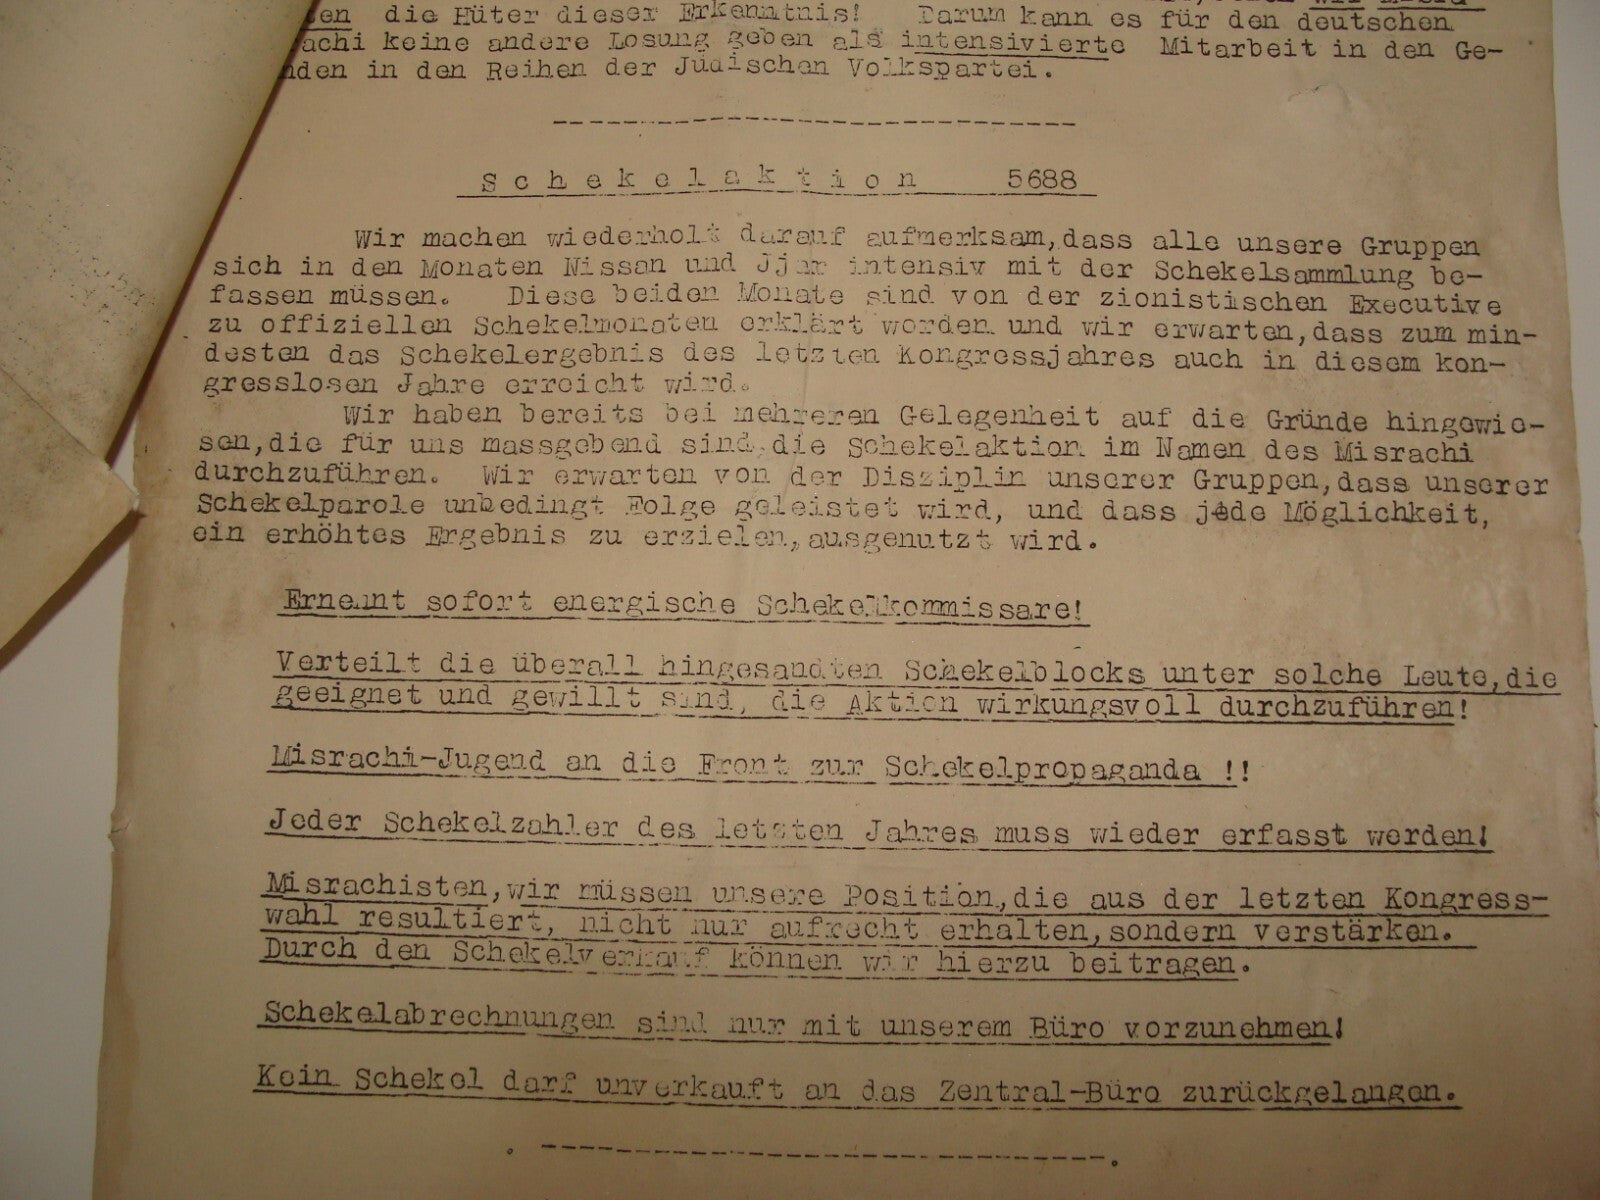 ten die Hüter dieser Erkenntnis! Darum kann es für den deutschen
achi keine andere Losung geben als intensivierte Mitarbeit in den Ge-
nden in den Reihen der Jüdischen Volkspartei.
Schekelaktion 5688
Wir machen wiederholt darauf aufmerksam, dass alle unsere Gruppen
sich in den Monaten Nissan und Jjar intensiv mit der Schekelsammlung be-
fassen müssen. Diese beiden Monate sind von der zionistischen Executive
zu offiziellen Schekelmonaten erklärt worden und wir erwarten, dass zum min-
desten das Schekelergebnis des letzten Kongressjahres auch in diesem kon-
gresslosen Jahre erreicht wird.
Wir haben bereits bei mehreren Gelegenheit auf die Gründe hingewie-
sen, die für uns massgebend sind, die Schekelaktion im Namen des Misrachi
durchzuführen. Wir erwarten von der Disziplin unserer Gruppen, dass unserer
Schekelparole unbedingt Folge geleistet wird, und dass jede Möglichkeit,
ein erhöhtes Ergebnis zu erzielen, ausgenutzt wird.
Ernennt sofort energische Schekelkommissare!
Verteilt die überall hingesandten Schekelblocks unter solche Leute, die
geeignet und gewillt sind, die Aktion wirkungsvoll durchzuführen!
Misrachi-Jugend an die Front zur Schekelpropaganda !!
Jeder Schekelzahler des letzten Jahres muss wieder erfasst werden!
Misrachisten, wir müssen unsere Position, die aus der letzten Kongress-
wahl resultiert, nicht nur aufrecht erhalten, sondern verstärken.
Durch den Schekelverkauf können wir hierzu beitragen.
Schekelabrechnungen sind nur mit unserem Büro vorzunehmen!
Kein Schekel darf unverkauft an das Zentral-Büro zurückgelangen.